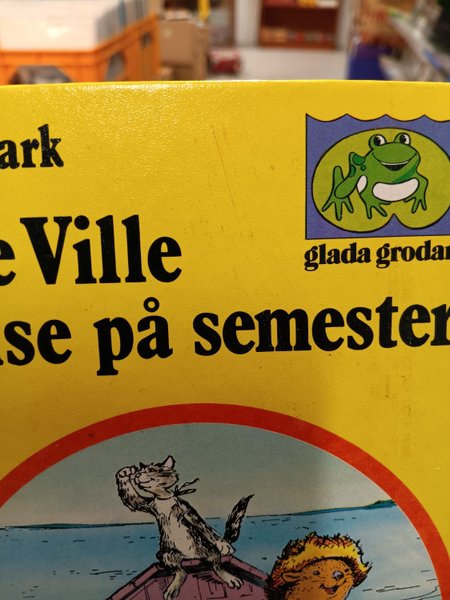 ark
e Ville
glada grodan
se på semester